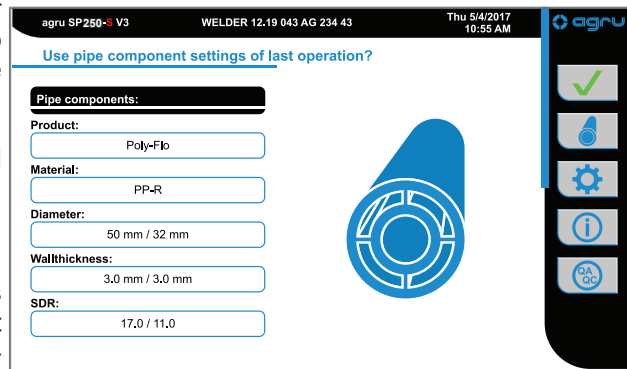 agru SP250-S V3 WELDER 12.19 043 AG 234 43 Thu 5/4/2017
10:55 AM
agru
Use pipe component settings of last operation?
Pipe components:
Product:
Poly-Flo
Material:
PP-R
Diameter:
50 mm / 32 mm
Wallthickness:
3.0 mm / 3.0 mm
SDR:
17.0 / 11.0
i
QA
QC